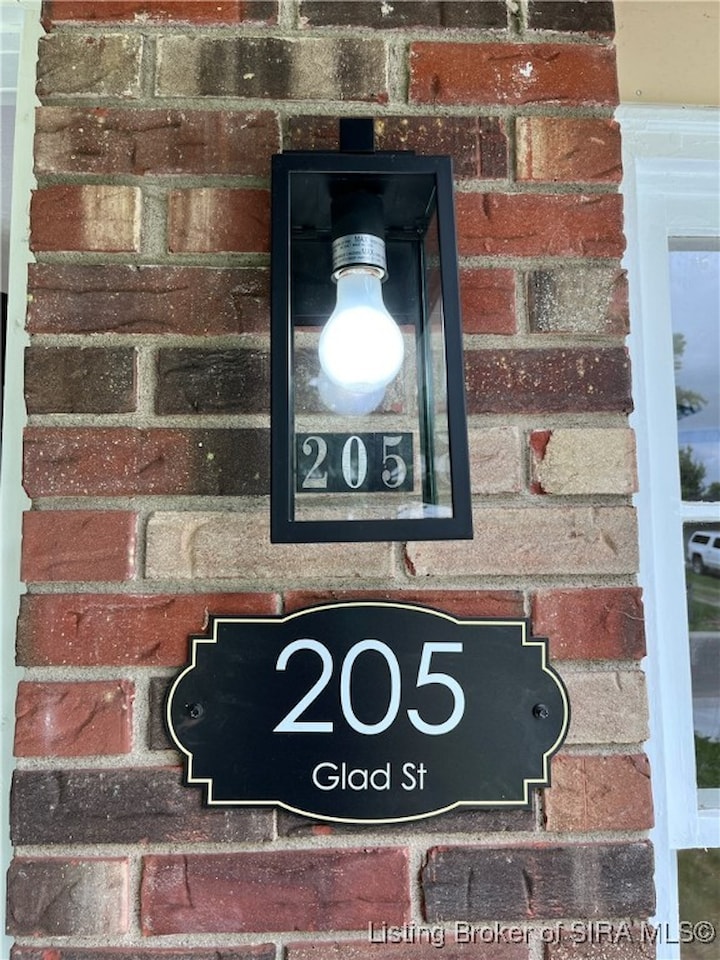 205
205
Glad St
Listing Broker of SIRA MLS©